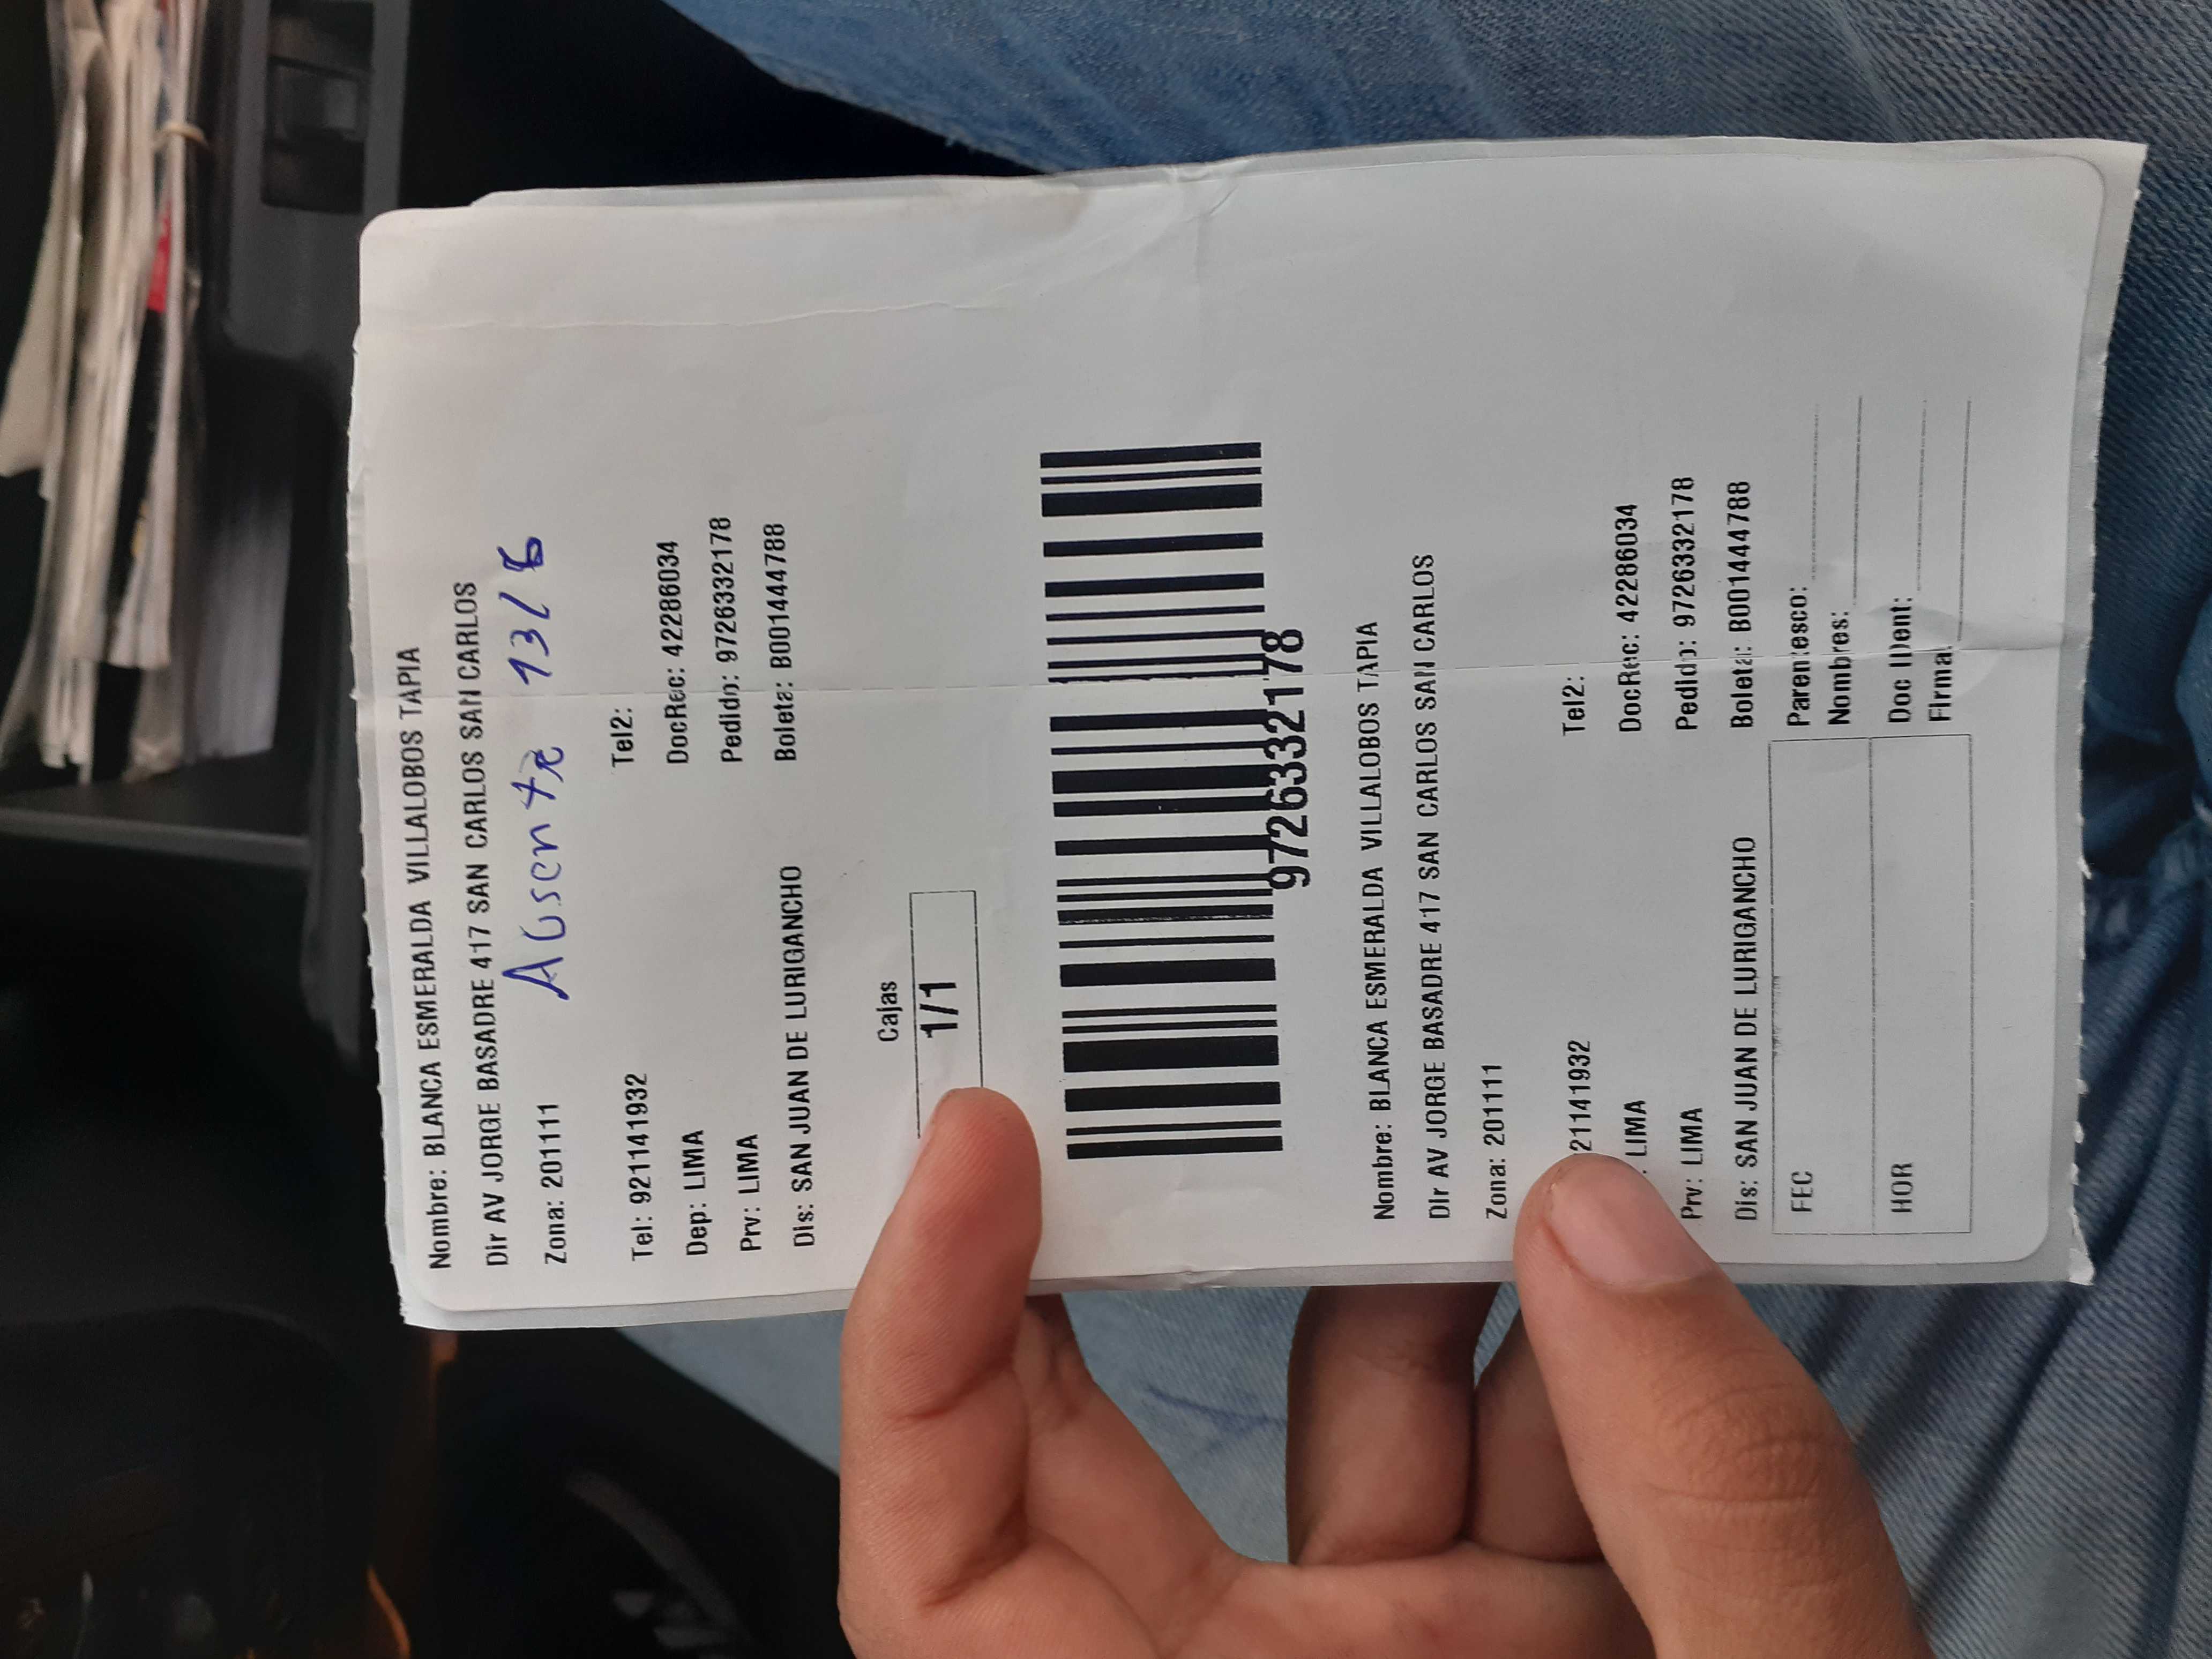 Nombre: BLANCA ESMERALDA VILLALOBOS TAPIA
Dir AV JORGE BASADRE 417 SAN CARLOS SAN CARLOS
Zona: 201111
Ausente 13/6
Tel: 921141932 Tel2:
Dep: LIMA DocRec: 42286034
Prv: LIMA Pedido: 9726332178
Dis: SAN JUAN DE LURIGANCHO Boleta: B001444788
Cajas
1/1
9726332178
Nombre: BLANCA ESMERALDA VILLALOBOS TAPIA
Dir AV JORGE BASADRE 417 SAN CARLOS SAN CARLOS
Zona: 201111
21141932 Tel2:
: LIMA DocRec: 42286034
Prv: LIMA Pedido: 9726332178
Dis: SAN JUAN DE LURIGANCHO Boleta: B001444788
FEC Parentesco:
Nombres:
HOR Doc Ident:
Firma